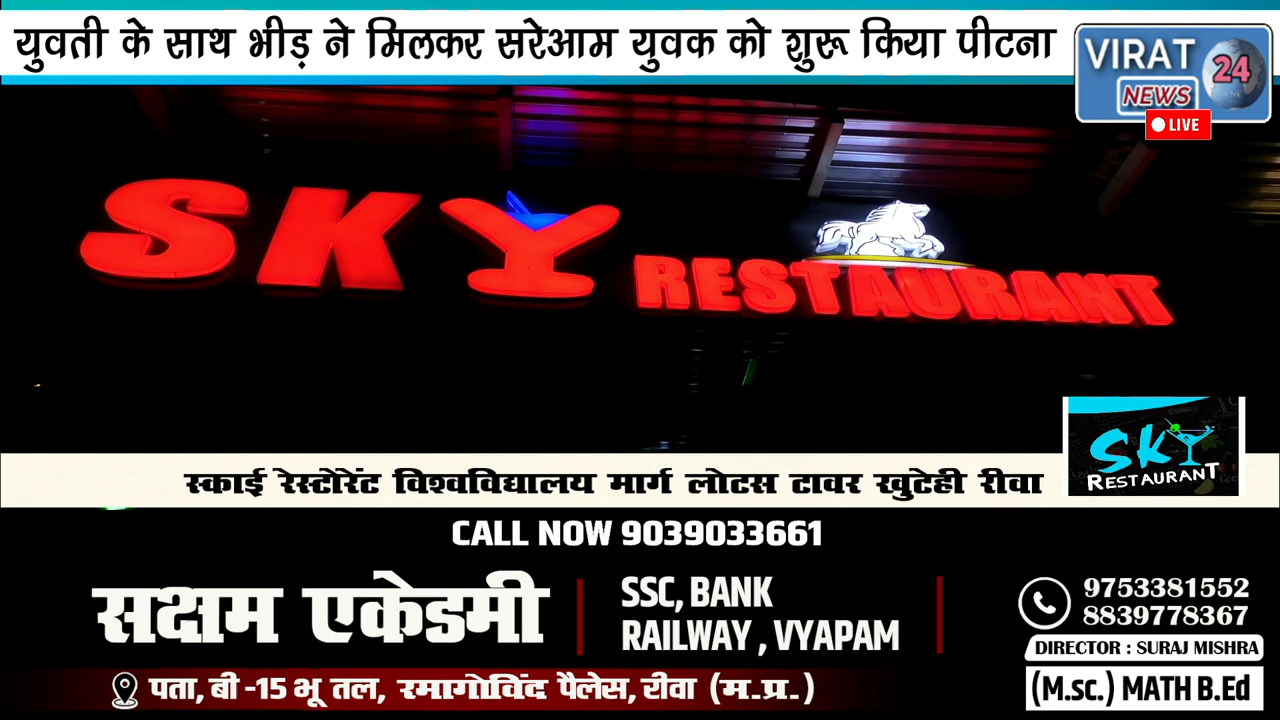 युवती के साथ भीड़ ने मिलकर सरेआम युवक को शुरू किया पीटना
VIRAT
24
NEWS
LIVE
SKY RESTAURANT
SKY
RESTAURANT
स्काई रेस्टोरेंट विश्वविद्यालय मार्ग लोटस टावर खुटेही रीवा
CALL NOW 9039033661
सक्षम एकेडमी
SSC, BANK
RAILWAY , VYAPAM
9753381552
8839778367
DIRECTOR : SURAJ MISHRA
(M.sc.) MATH B.Ed
पता, बी -15 भू तल, रमागोविंद पैलेस, रीवा (म.प्र.)